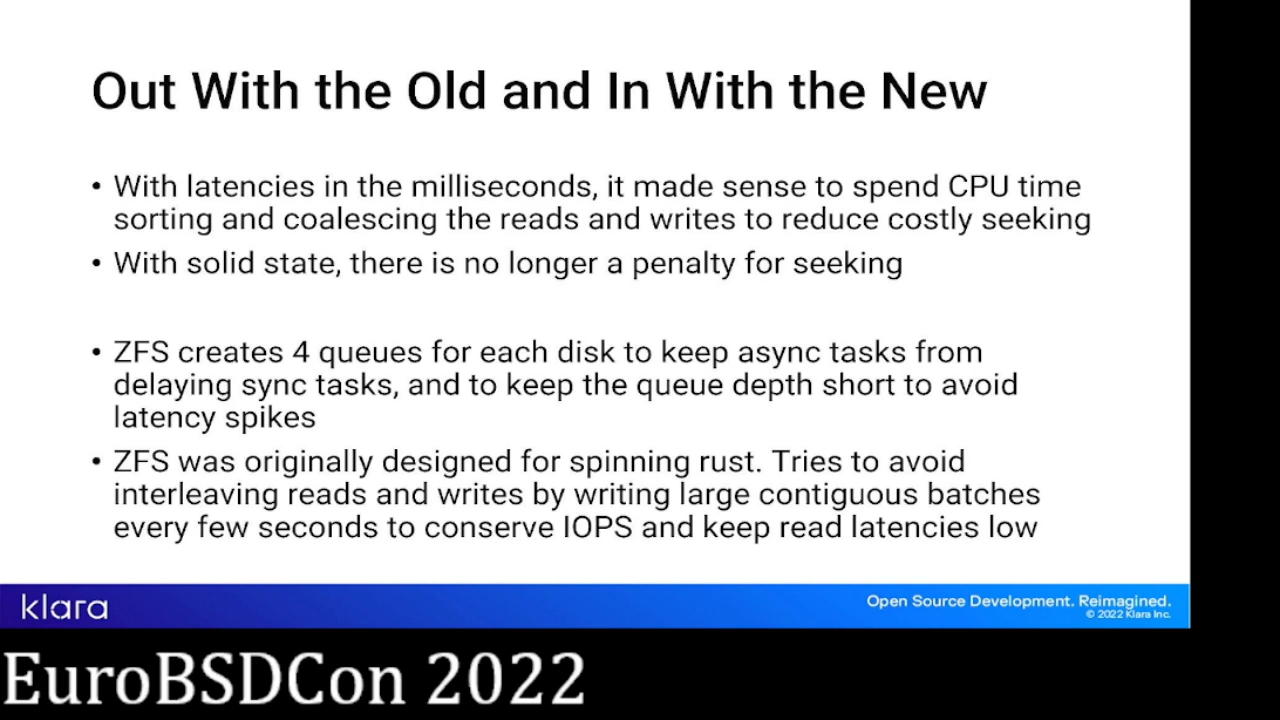 Out With the Old and In With the New
• With latencies in the milliseconds, it made sense to spend CPU time
sorting and coalescing the reads and writes to reduce costly seeking
• With solid state, there is no longer a penalty for seeking
• ZFS creates 4 queues for each disk to keep async tasks from
delaying sync tasks, and to keep the queue depth short to avoid
latency spikes
• ZFS was originally designed for spinning rust. Tries to avoid
interleaving reads and writes by writing large contiguous batches
every few seconds to conserve IOPS and keep read latencies low
klara
Open Source Development. Reimagined.
© 2022 Klara Inc.
EuroBSDCon 2022